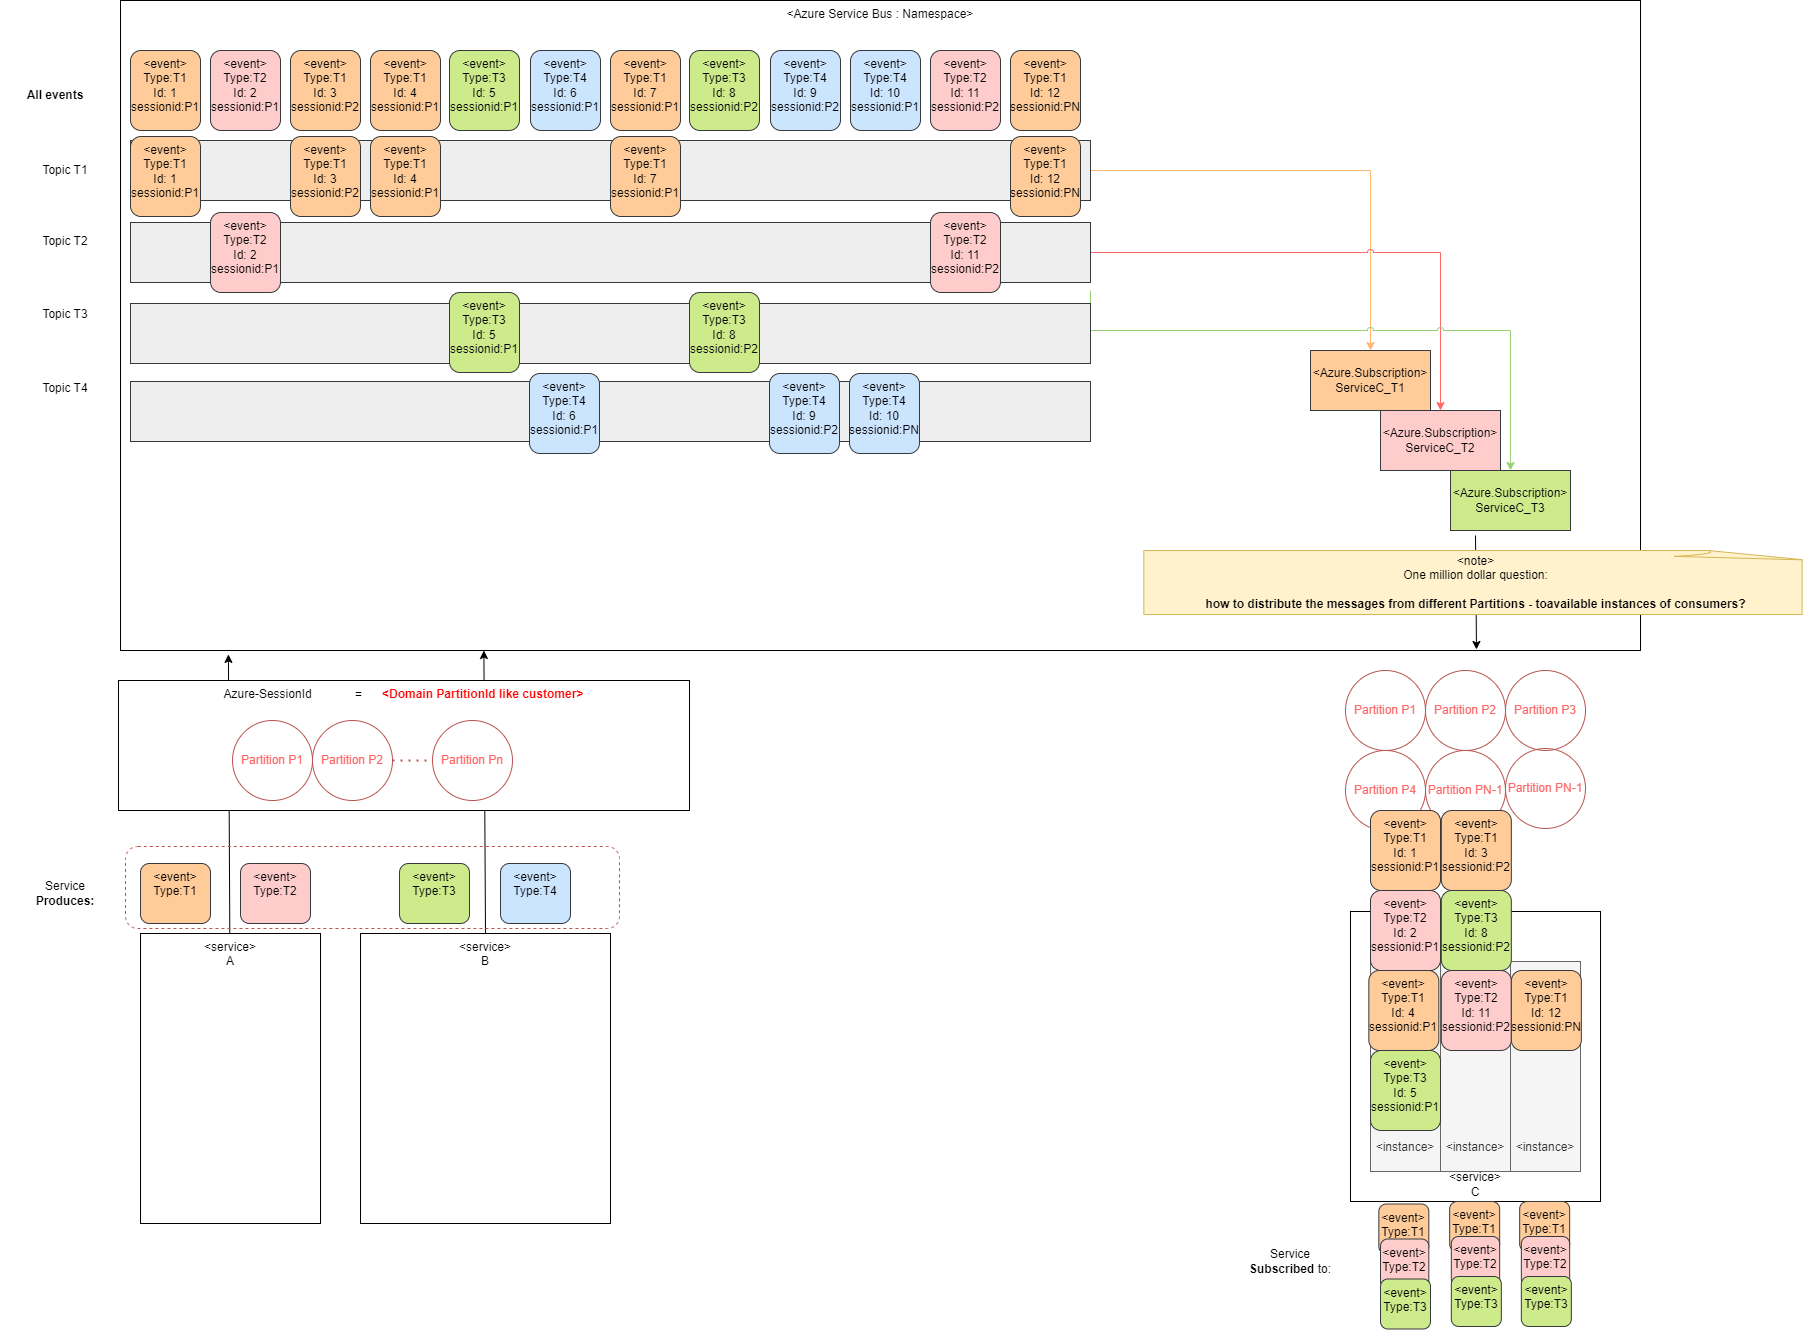 <Azure Service Bus : Namespace>
All events
<event>
Type:T1
Id: 1
sessionid:P1
<event>
Type:T2
Id: 2
sessionid:P1
<event>
Type:T1
Id: 3
sessionid:P2
<event>
Type:T1
Id: 4
sessionid:P1
<event>
Type:T3
Id: 5
sessionid:P1
<event>
Type:T4
Id: 6
sessionid:P1
<event>
Type:T1
Id: 7
sessionid:P1
<event>
Type:T3
Id: 8
sessionid:P2
<event>
Type:T4
Id: 9
sessionid:P2
<event>
Type:T4
Id: 10
sessionid:P1
<event>
Type:T2
Id: 11
sessionid:P2
<event>
Type:T1
Id: 12
sessionid:PN
Topic T1
<event>
Type:T1
Id: 1
sessionid:P1
<event>
Type:T1
Id: 3
sessionid:P2
<event>
Type:T1
Id: 4
sessionid:P1
<event>
Type:T1
Id: 7
sessionid:P1
<event>
Type:T1
Id: 12
sessionid:PN
Topic T2
<event>
Type:T2
Id: 2
sessionid:P1
<event>
Type:T2
Id: 11
sessionid:P2
Topic T3
<event>
Type:T3
Id: 5
sessionid:P1
<event>
Type:T3
Id: 8
sessionid:P2
Topic T4
<event>
Type:T4
Id: 6
sessionid:P1
<event>
Type:T4
Id: 9
sessionid:P2
<event>
Type:T4
Id: 10
sessionid:PN
<Azure.Subscription>
ServiceC_T1
<Azure.Subscription>
ServiceC_T2
<Azure.Subscription>
ServiceC_T3
<note>
One million dollar question:
how to distribute the messages from different Partitions - toavailable instances of consumers?
Azure-SessionId = <Domain PartitionId like customer>
Partition P1
Partition P2
Partition Pn
Service
Produces:
<event>
Type:T1
<event>
Type:T2
<event>
Type:T3
<event>
Type:T4
<service>
A
<service>
B
Partition P1
Partition P2
Partition P3
Partition P4
Partition PN-1
Partition PN-1
<event>
Type:T1
Id: 1
sessionid:P1
<event>
Type:T1
Id: 3
sessionid:P2
<event>
Type:T2
Id: 2
sessionid:P1
<event>
Type:T3
Id: 8
sessionid:P2
<event>
Type:T1
Id: 4
sessionid:P1
<event>
Type:T2
Id: 11
sessionid:P2
<event>
Type:T1
Id: 12
sessionid:PN
<event>
Type:T3
Id: 5
sessionid:P1
<instance>
<instance>
<instance>
<service>
C
Service
Subscribed to:
<event>
Type:T1
<event>
Type:T1
<event>
Type:T1
<event>
Type:T2
<event>
Type:T2
<event>
Type:T2
<event>
Type:T3
<event>
Type:T3
<event>
Type:T3